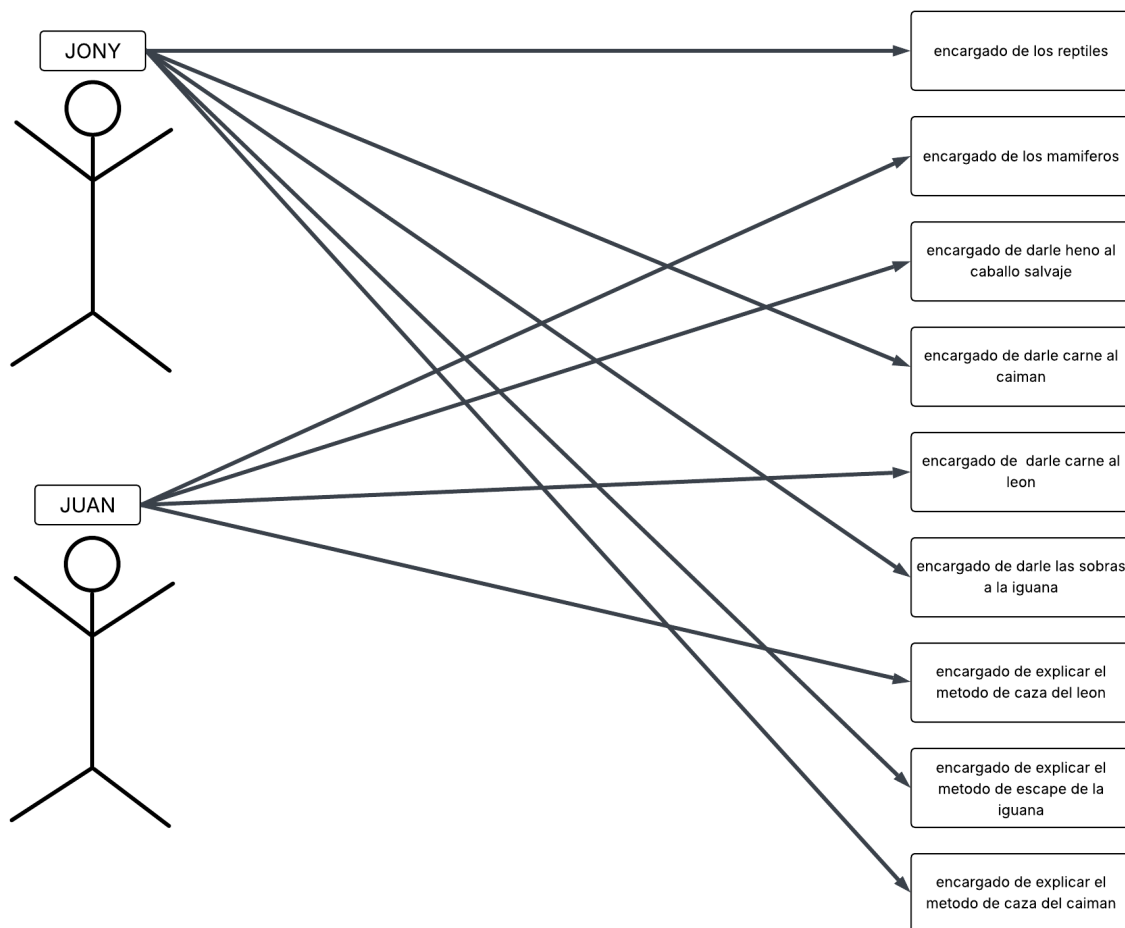 JONY
encargado de los reptiles
encargado de los mamiferos
encargado de darle heno al
caballo salvaje
encargado de darle carne al
caiman
encargado de  darle carne al
leon
JUAN
encargado de darle las sobras
a la iguana
encargado de explicar el
metodo de caza del leon
encargado de explicar el
metodo de escape de la
iguana
encargado de explicar el
metodo de caza del caiman